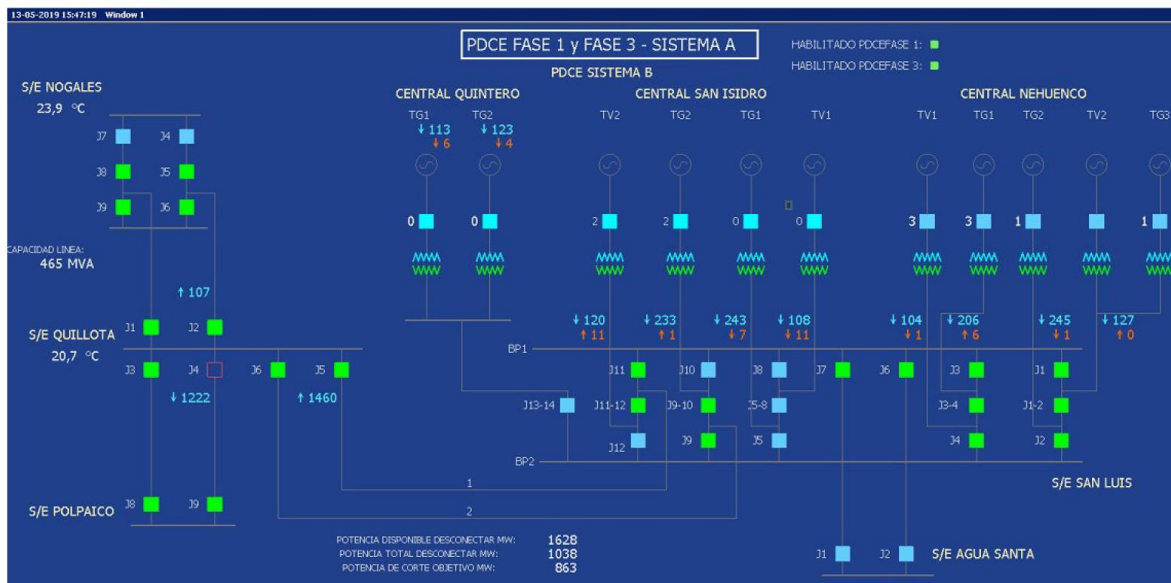 13-05-2019 15:47:19 Window 1
PDCE FASE 1 y FASE 3 - SISTEMA A
HABILITADO PDCEFASE 1:
HABILITADO PDCEFASE 3:
PDCE SISTEMA B
S/E NOGALES
23,9 °C
CENTRAL QUINTERO
CENTRAL SAN ISIDRO
CENTRAL NEHUENCO
TG1 TG2 TV2 TG2 TG1 TV1 TV1 TG1 TG2 TV2 TG3
↓ 113 ↓ 123
↓ 6 ↓ 4
J7 J4
J8 J5
J9 J6
0 0 2 2 0 0 3 3 1 1
CAPACIDAD LINEA:
465 MVA
↑ 107
S/E QUILLOTA
20,7 °C
J1 J2
↓ 120 ↓ 233 ↓ 243 ↓ 108 ↓ 104 ↓ 206 ↓ 245 ↓ 127
↑ 11 ↑ 1 ↓ 7 ↓ 11 ↓ 1 ↑ 6 ↓ 1 ↑ 0
BP1
J3 J4 J6 J5 J11 J10 J8 J7 J6 J3 J1
↓ 1222 ↑ 1460
J13-14 J11-12 J9-10 J5-8 J3-4 J1-2
J12 J9 J5 J4 J2
BP2
S/E SAN LUIS
1
2
S/E POLPAICO
J8 J9
POTENCIA DISPONIBLE DESCONECTAR MW: 1628
POTENCIA TOTAL DESCONECTAR MW: 1038
POTENCIA DE CORTE OBJETIVO MW: 863
J1 J2 S/E AGUA SANTA